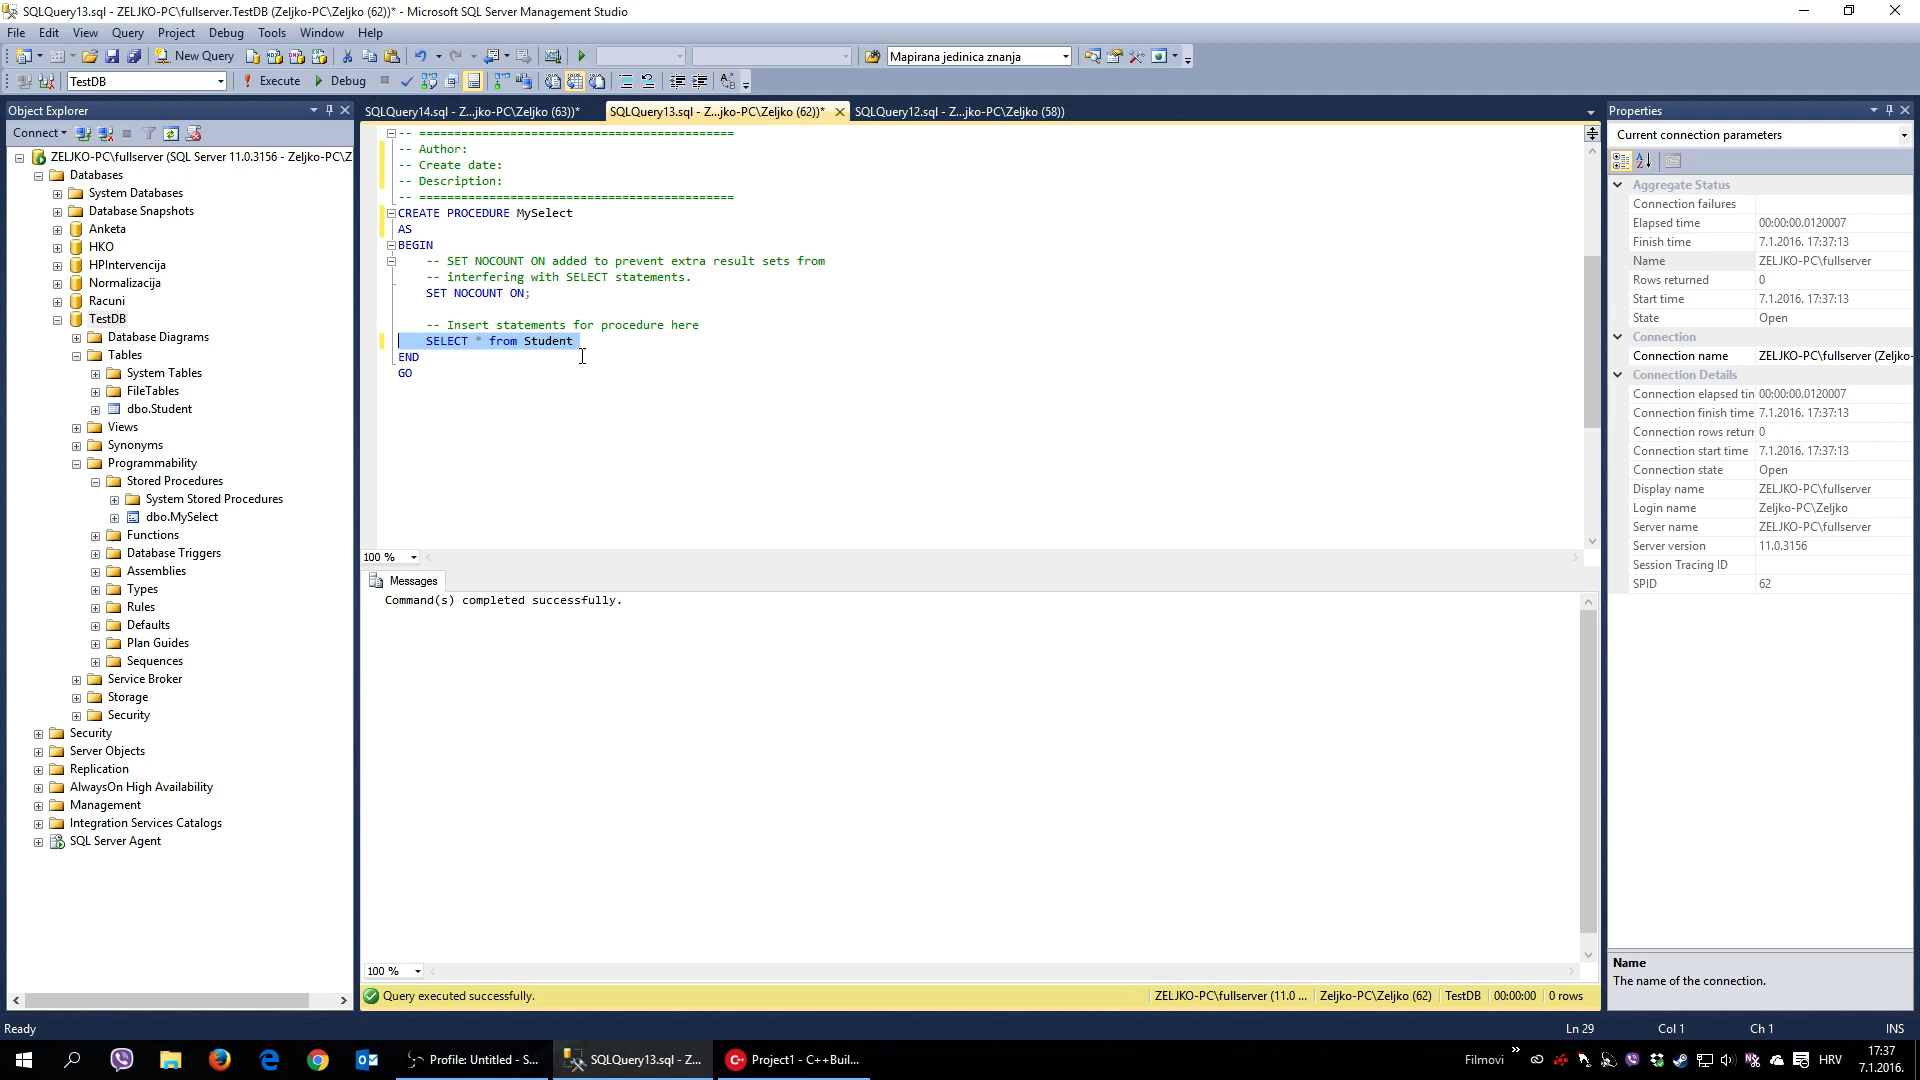 SQLQuery13.sql - ZELJKO-PC\fullserver.TestDB (Zeljko-PC\Zeljko (62))* - Microsoft SQL Server Management Studio
File Edit View Query Project Debug Tools Window Help
New Query Mapirana jedinica znanja
TestDB Execute Debug
Object Explorer
Connect
ZELJKO-PC\fullserver (SQL Server 11.0.3156 - Zeljko-PC\Z
Databases
System Databases
Database Snapshots
Anketa
HKO
HPIntervencija
Normalizacija
Racuni
TestDB
Database Diagrams
Tables
System Tables
FileTables
dbo.Student
Views
Synonyms
Programmability
Stored Procedures
System Stored Procedures
dbo.MySelect
Functions
Database Triggers
Assemblies
Types
Rules
Defaults
Plan Guides
Sequences
Service Broker
Storage
Security
Security
Server Objects
Replication
AlwaysOn High Availability
Management
Integration Services Catalogs
SQL Server Agent
SQLQuery14.sql - Z...jko-PC\Zeljko (63))* SQLQuery13.sql - Z...jko-PC\Zeljko (62))* SQLQuery12.sql - Z...jko-PC\Zeljko (58))
-- =============================================
-- Author:
-- Create date:
-- Description:
-- =============================================
CREATE PROCEDURE MySelect
AS
BEGIN
-- SET NOCOUNT ON added to prevent extra result sets from
-- interfering with SELECT statements.
SET NOCOUNT ON;
-- Insert statements for procedure here
SELECT * from Student
END
GO
100 %
Messages
Command(s) completed successfully.
100 %
Query executed successfully. ZELJKO-PC\fullserver (11.0 ... Zeljko-PC\Zeljko (62) TestDB 00:00:00 0 rows
Properties
Current connection parameters
Aggregate Status
Connection failures
Elapsed time 00:00:00.0120007
Finish time 7.1.2016. 17:37:13
Name ZELJKO-PC\fullserver
Rows returned 0
Start time 7.1.2016. 17:37:13
State Open
Connection
Connection name ZELJKO-PC\fullserver (Zeljko-
Connection Details
Connection elapsed tin 00:00:00.0120007
Connection finish time 7.1.2016. 17:37:13
Connection rows returr 0
Connection start time 7.1.2016. 17:37:13
Connection state Open
Display name ZELJKO-PC\fullserver
Login name Zeljko-PC\Zeljko
Server name ZELJKO-PC\fullserver
Server version 11.0.3156
Session Tracing ID
SPID 62
Name
The name of the connection.
Ready Ln 29 Col 1 Ch 1 INS
Profile: Untitled - S... SQLQuery13.sql - Z... Project1 - C++Buil... Filmovi HRV 17:37
7.1.2016.